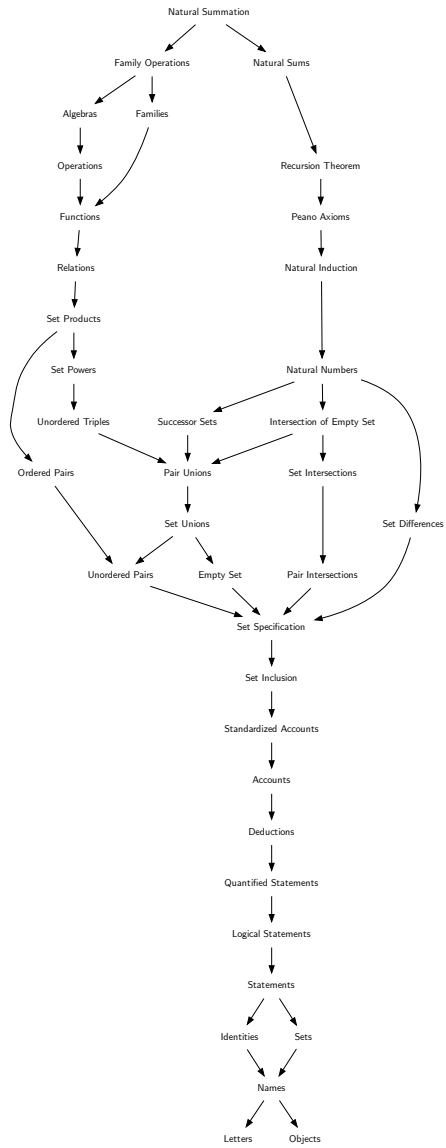 Natural Summation
Family Operations
Natural Sums
Algebras
Families
Operations
Recursion Theorem
Functions
Peano Axioms
Relations
Natural Induction
Set Products
Set Powers
Natural Numbers
Unordered Triples
Successor Sets
Intersection of Empty Set
Ordered Pairs
Pair Unions
Set Intersections
Set Unions
Set Differences
Unordered Pairs
Empty Set
Pair Intersections
Set Specification
Set Inclusion
Standardized Accounts
Accounts
Deductions
Quantified Statements
Logical Statements
Statements
Identities
Sets
Names
Letters
Objects